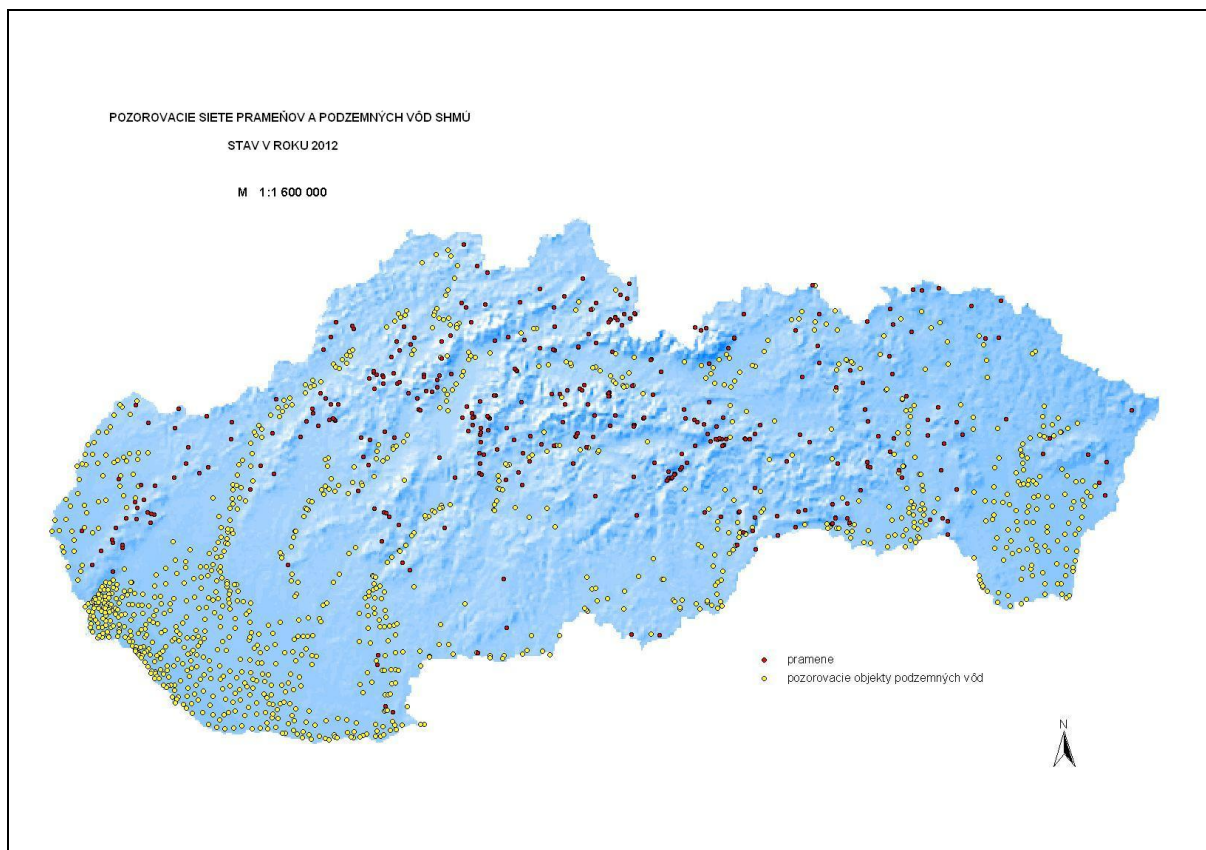 POZOROVACIE SIETE PRAMEŇOV A PODZEMNÝCH VÔD SHMÚ
STAV V ROKU 2012
M 1:1 600 000
pramene
pozorovacie objekty podzemných vôd
N